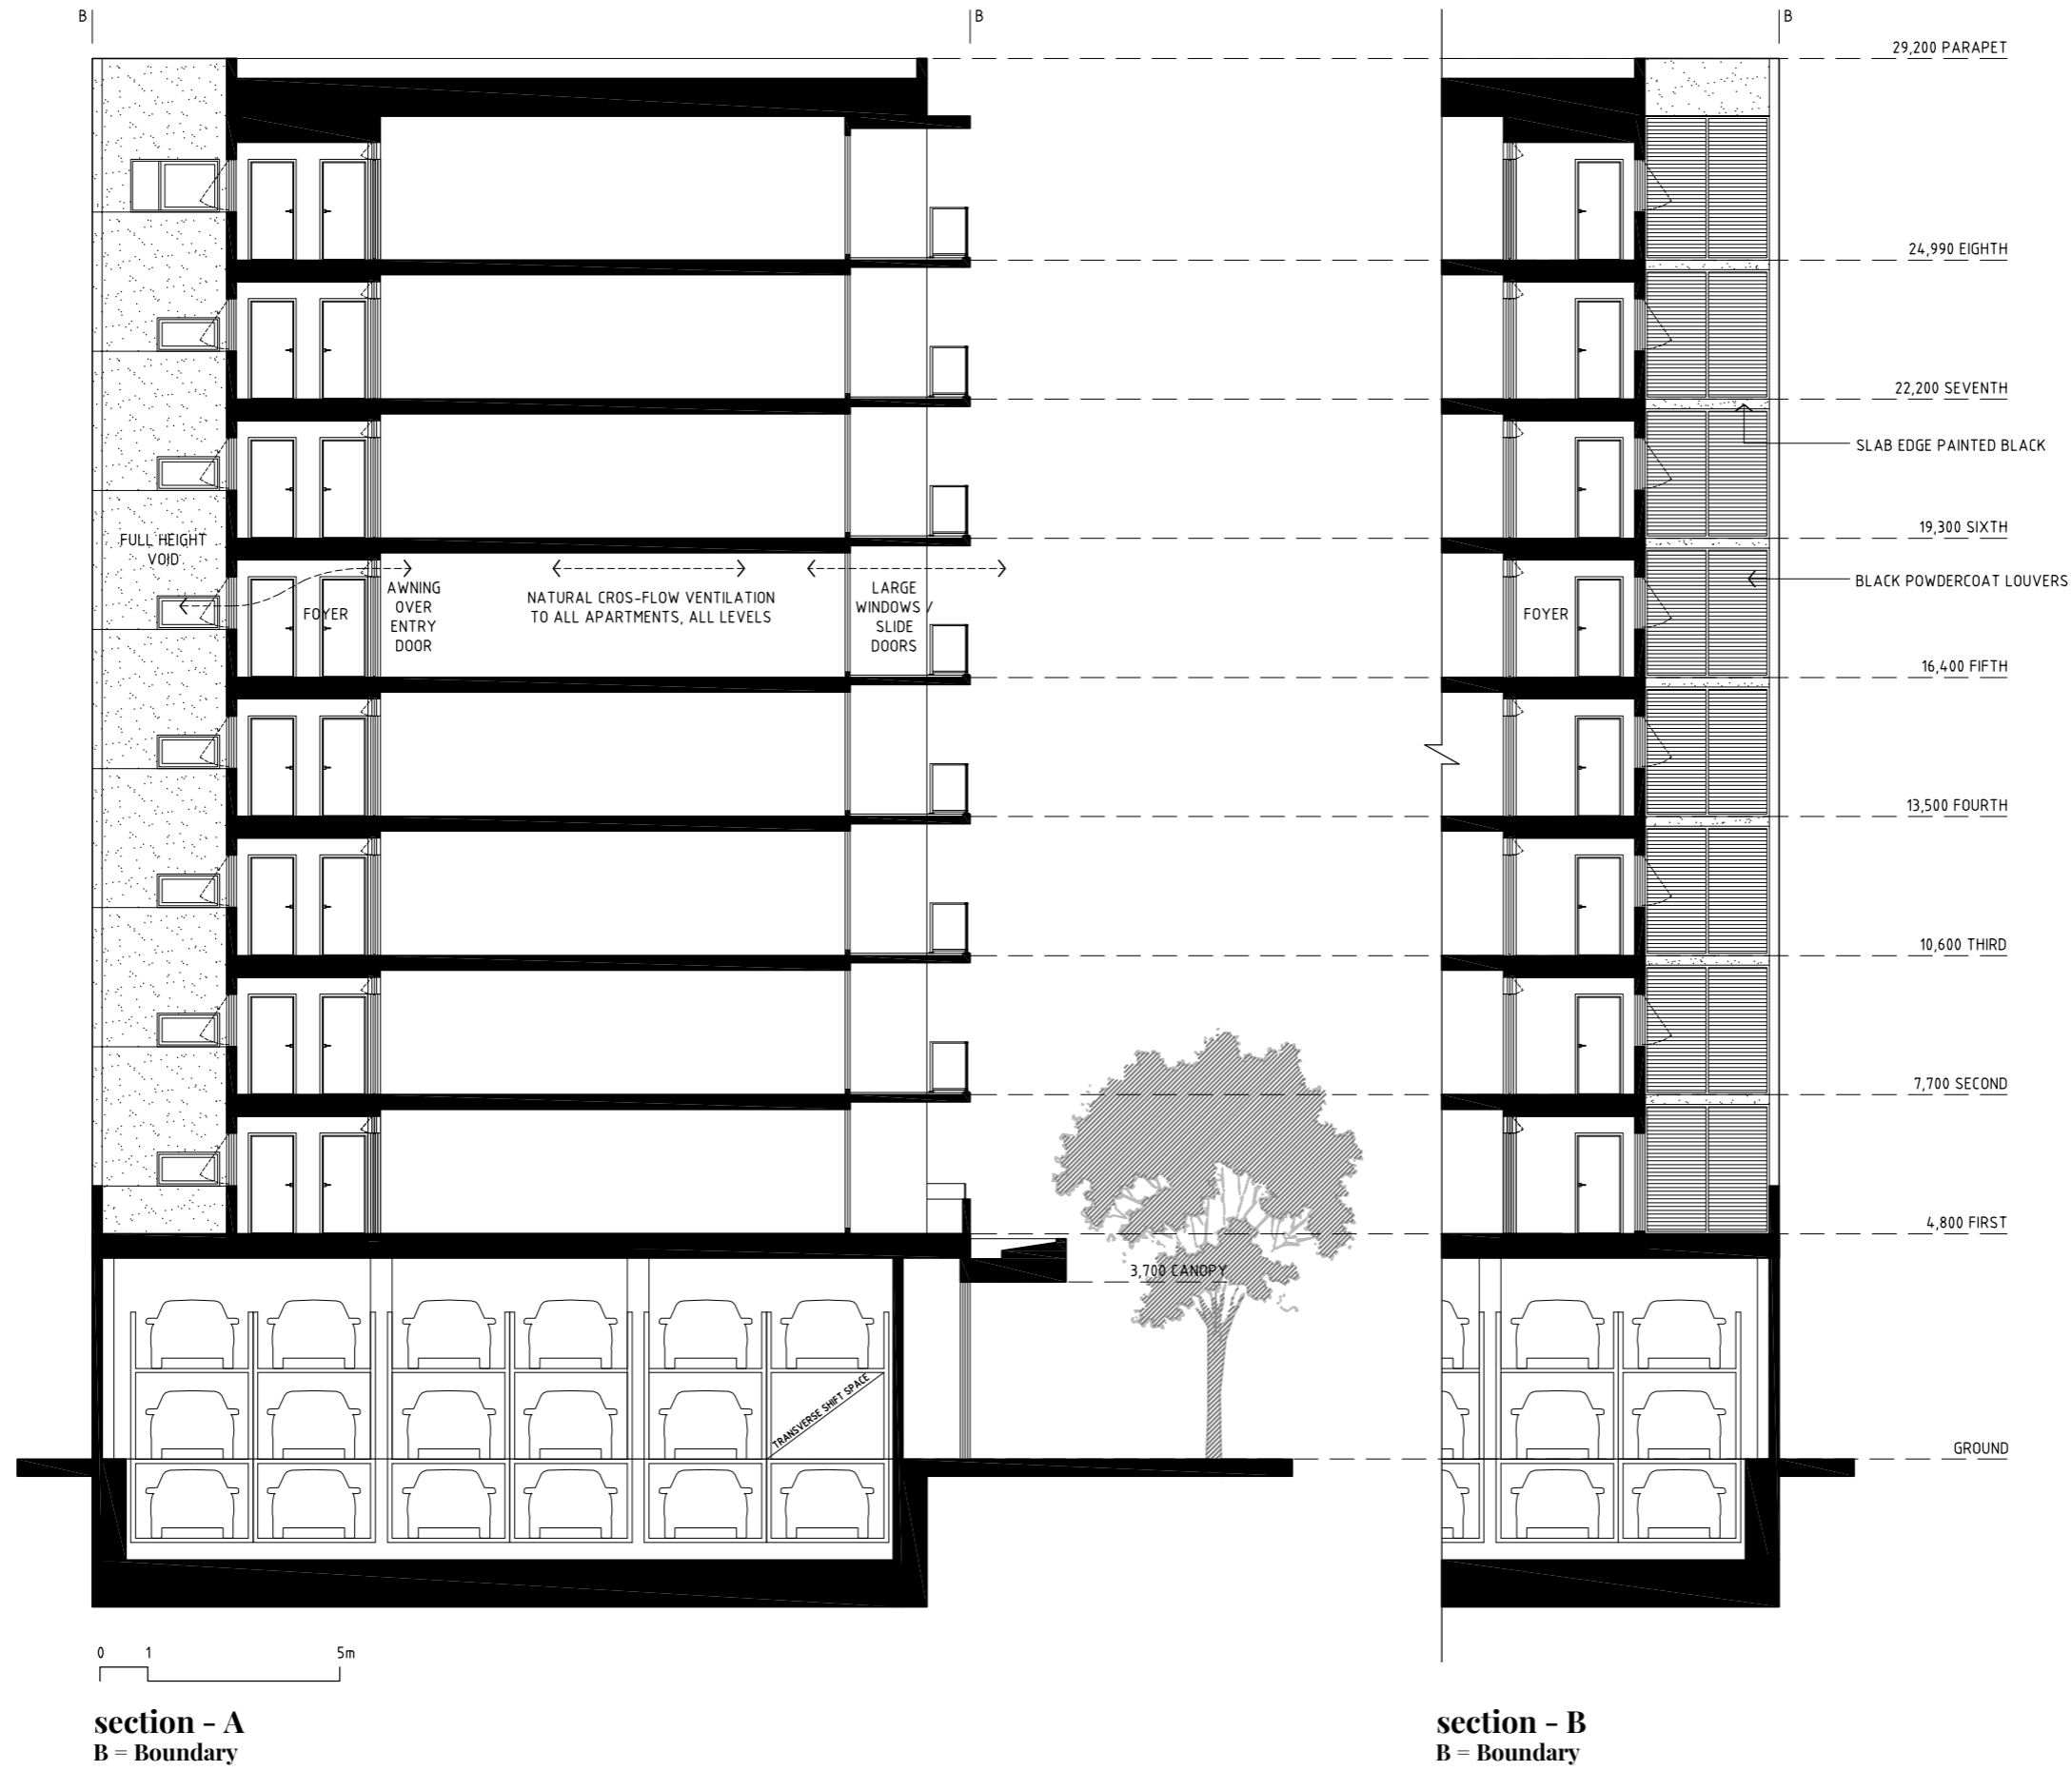 B
B
B
29,200 PARAPET
24,990 EIGHTH
22,200 SEVENTH
SLAB EDGE PAINTED BLACK
19,300 SIXTH
FULL HEIGHT
VOID
FOYER
AWNING
OVER
ENTRY
DOOR
NATURAL CROS-FLOW VENTILATION
TO ALL APARTMENTS, ALL LEVELS
LARGE
WINDOWS /
SLIDE
DOORS
FOYER
BLACK POWDERCOAT LOUVERS
16,400 FIFTH
13,500 FOURTH
10,600 THIRD
7,700 SECOND
4,800 FIRST
3,700 CANOPY
TRANSVERSE SHIFT SPACE
GROUND
0 1 5m
section - A
B = Boundary
section - B
B = Boundary